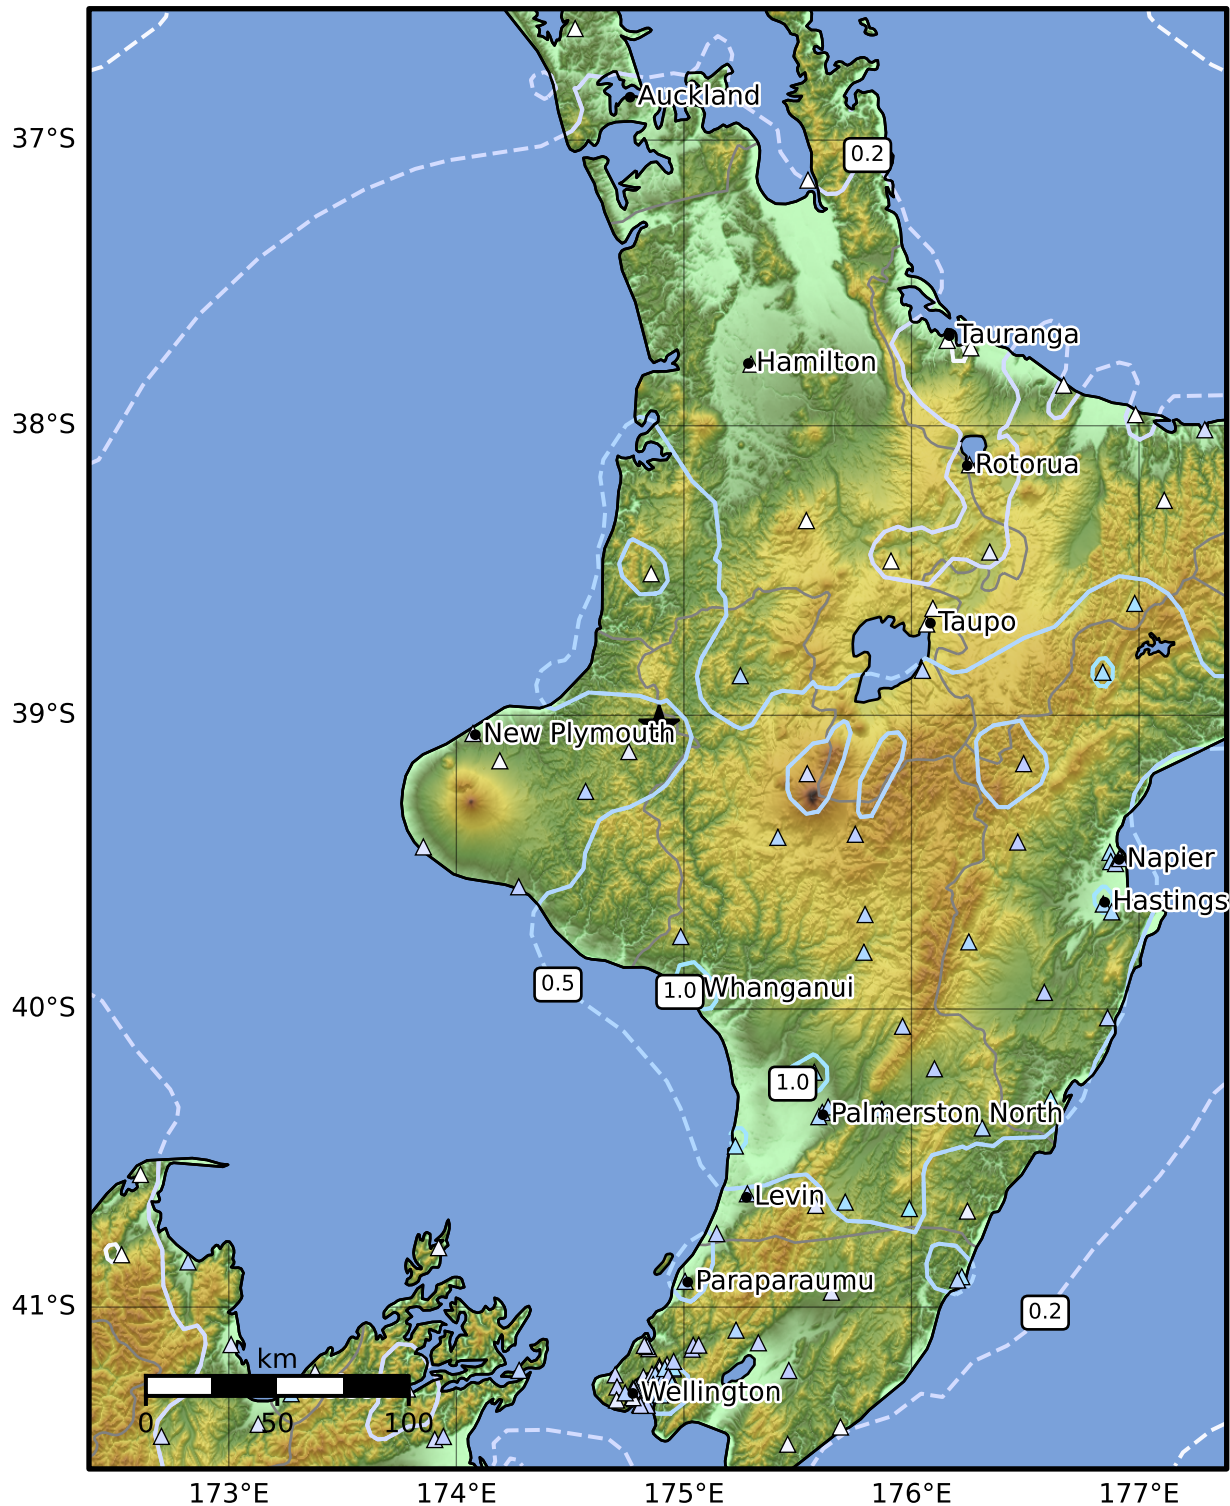 Auckland
37°S
0.2
Tauranga
Hamilton
38°S
Rotorua
Taupo
39°S
New Plymouth
Napier
Hastings
0.5
1.0
Whanganui
40°S
1.0
Palmerston North
Levin
Paraparaumu
41°S
0.2
km
Wellington
0 50 100
173°E 174°E 175°E 176°E 177°E